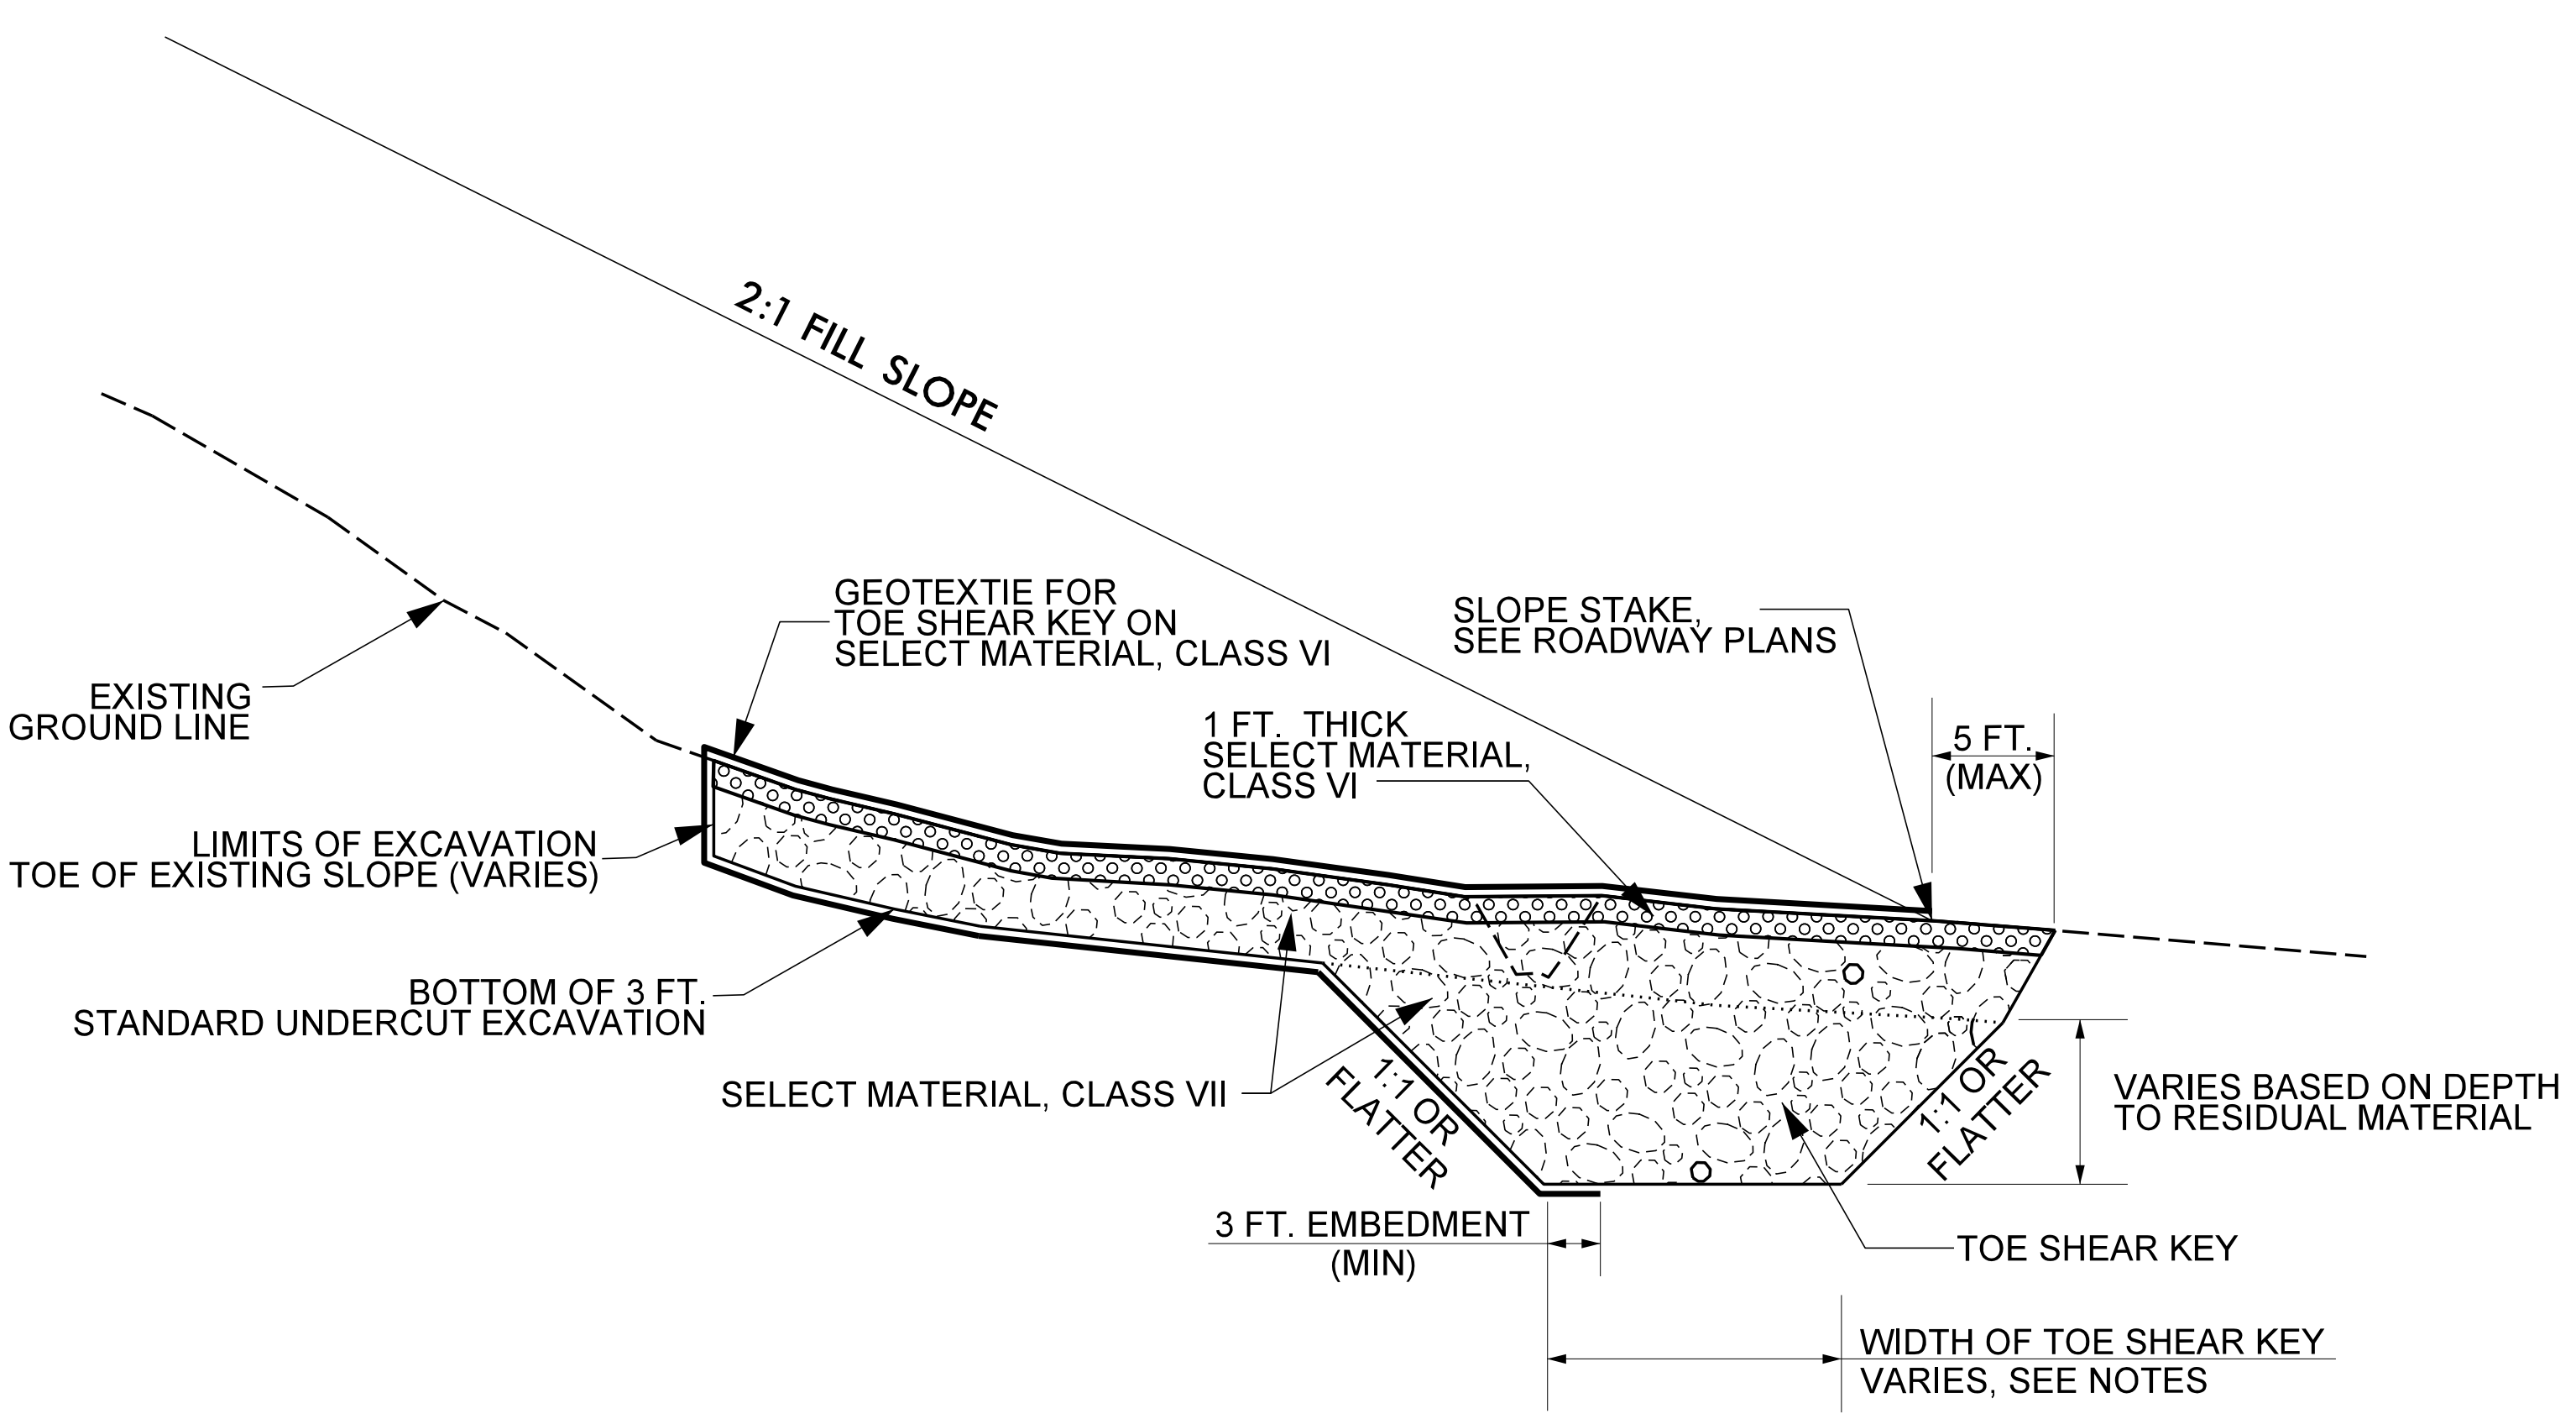 2:1 FILL SLOPE
GEOTEXTIE FOR
TOE SHEAR KEY ON
SELECT MATERIAL, CLASS VI
SLOPE STAKE,
SEE ROADWAY PLANS
EXISTING
GROUND LINE
1 FT. THICK
SELECT MATERIAL,
CLASS VI
5 FT.
(MAX)
LIMITS OF EXCAVATION
TOE OF EXISTING SLOPE (VARIES)
BOTTOM OF 3 FT.
STANDARD UNDERCUT EXCAVATION
SELECT MATERIAL, CLASS VII
1:1 OR
FLATTER
1:1 OR
FLATTER
VARIES BASED ON DEPTH
TO RESIDUAL MATERIAL
3 FT. EMBEDMENT
(MIN)
TOE SHEAR KEY
WIDTH OF TOE SHEAR KEY
VARIES, SEE NOTES